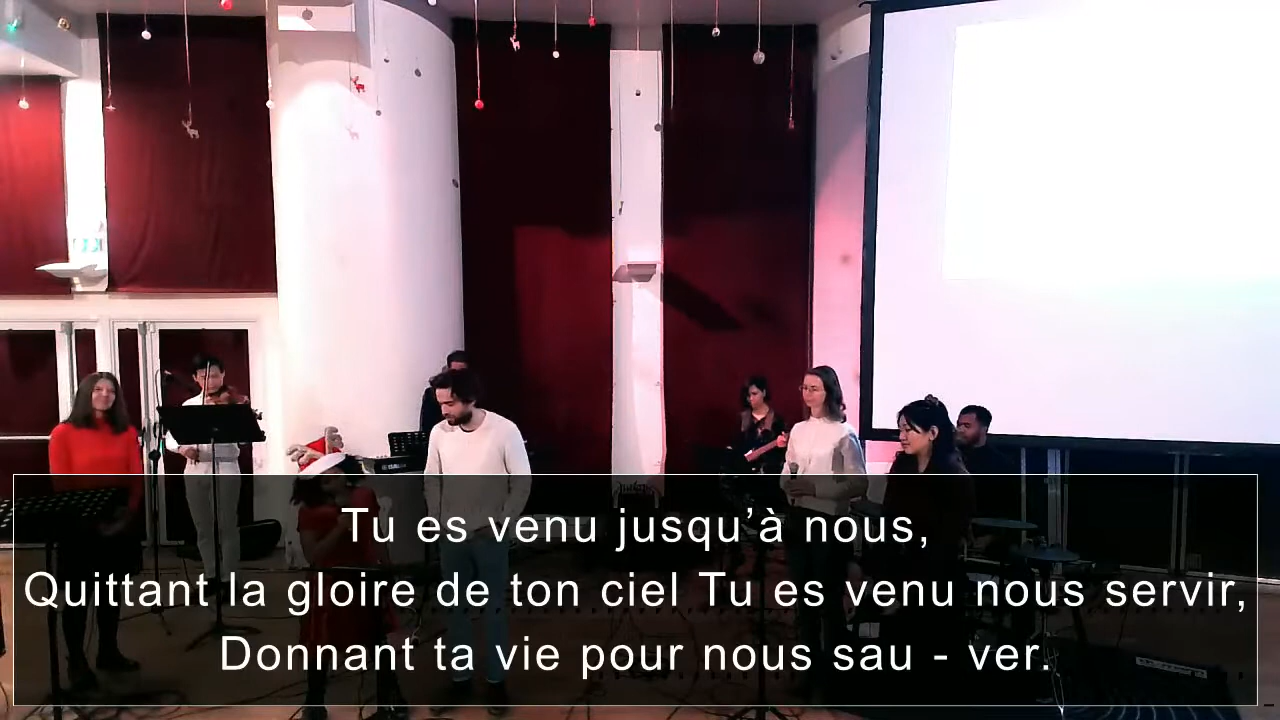 Tu es venu jusqu’à nous,
Quittant la gloire de ton ciel Tu es venu nous servir,
Donnant ta vie pour nous sau - ver.